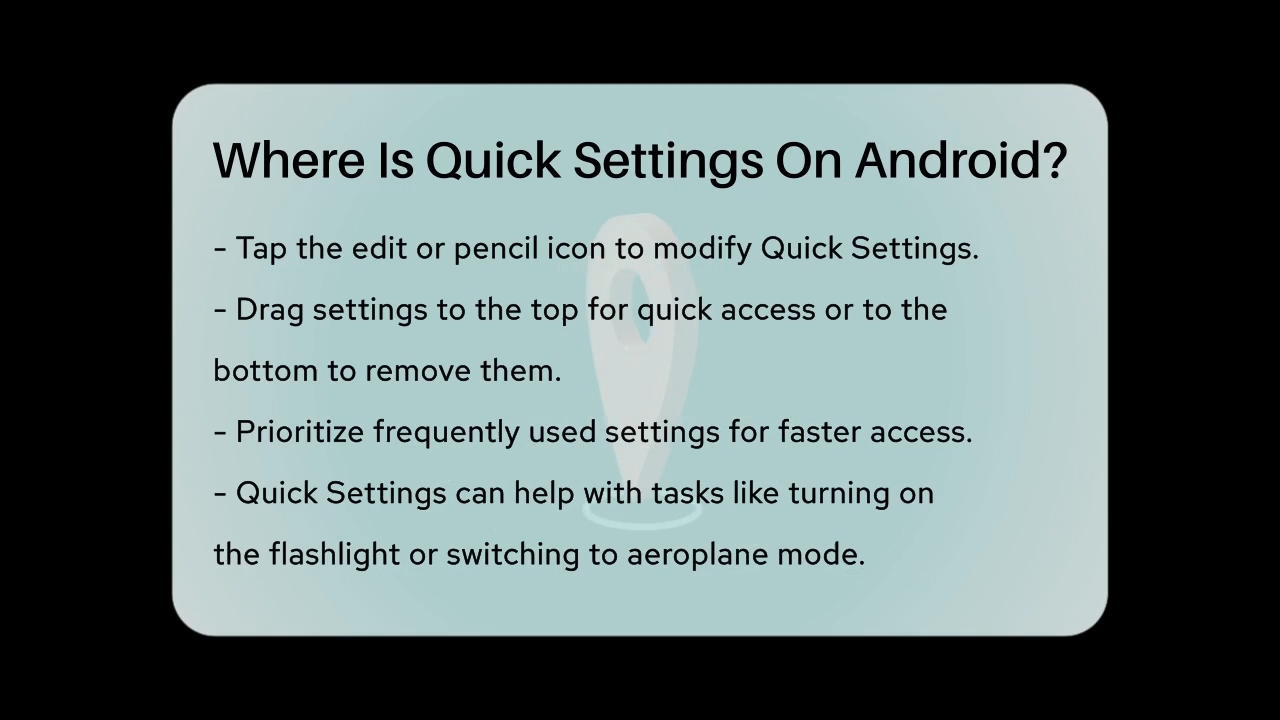 Where Is Quick Settings On Android?
- Tap the edit or pencil icon to modify Quick Settings.
- Drag settings to the top for quick access or to the
bottom to remove them.
- Prioritize frequently used settings for faster access.
- Quick Settings can help with tasks like turning on
the flashlight or switching to aeroplane mode.